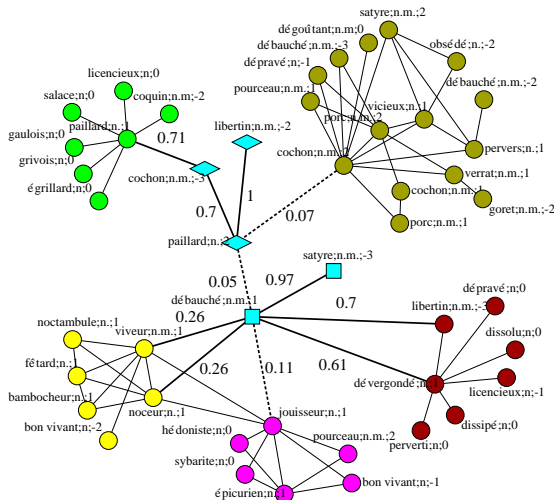 satyre;n.m.;2
dégoûtant;n.m;0
obsédé;n.;-2
débauché;n.m;-3
dépravé;n.;-1
débauché;n.m.;-2
licencieux;n;0
pourceau;n.m.;1
vicieux;n.;1
salace;n;0
coquin;n.m;-2
porc;n.m.;2
paillard;n.;1
libertin;n.m.;-2
0.71
gaulois;n;0
pervers;n.;1
cochon;n.m.;2
grivois;n;0
cochon;n.m.;-3
verrat;n.m.;1
égrillard;n;0
cochon;n.m.;1
0.7
1
goret;n.m.;-2
0.07
porc;n.m.;1
paillard;n.;2
satyre;n.m.;-3
0.05
0.97
dépravé;n;0
débauché;n.m.;1
0.7
libertin;n.m.;-3
0.26
noctambule;n.;1
viveur;n.m.;1
dissolu;n;0
0.61
fêtard;n.;1
0.26
0.11
dévergondé;n.;1
licencieux;n;-1
bambocheur;n.;1
noceur;n.;1
bon vivant;n.;-2
jouisseur;n.;1
dissipé;n;0
hédoniste;n;0
pourceau;n.m.;2
perverti;n;0
sybarite;n;0
bon vivant;n;-1
épicurien;n.;1